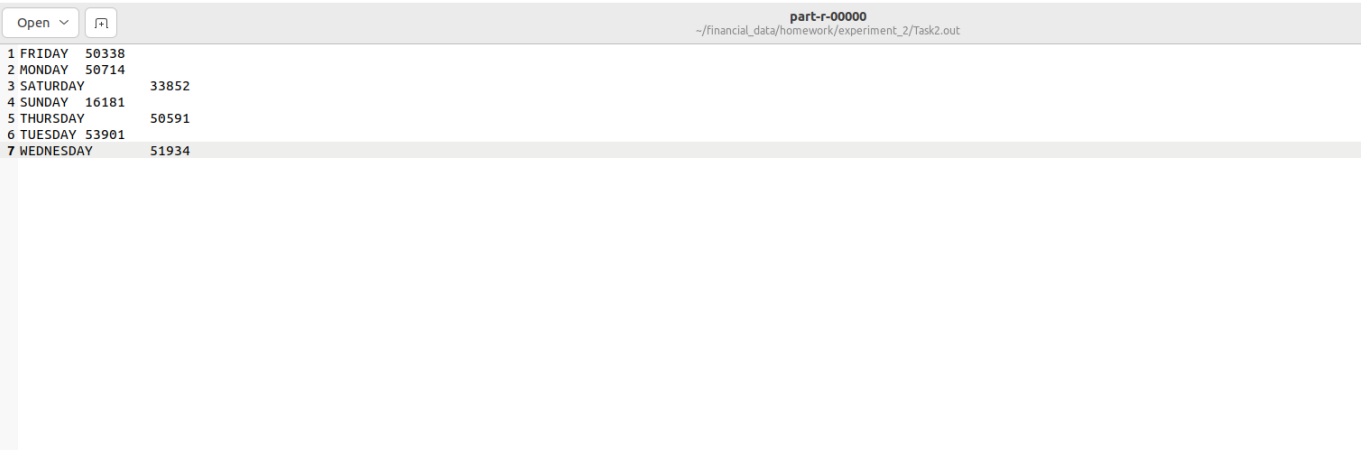 Open
part-r-00000
~/financial_data/homework/experiment_2/Task2.out
1 FRIDAY 50338
2 MONDAY 50714
3 SATURDAY 33852
4 SUNDAY 16181
5 THURSDAY 50591
6 TUESDAY 53901
7 WEDNESDAY 51934